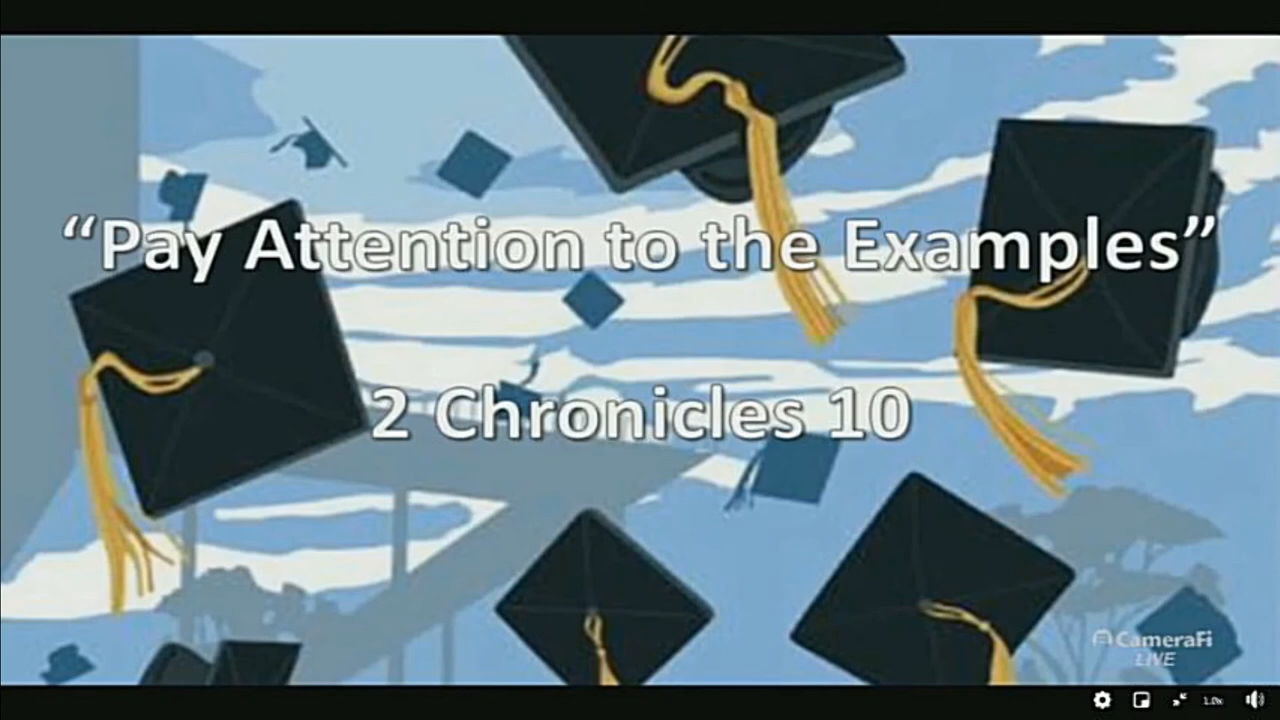 “Pay Attention to the Examples”
2 Chronicles 10
CameraFi
LIVE
1.0x